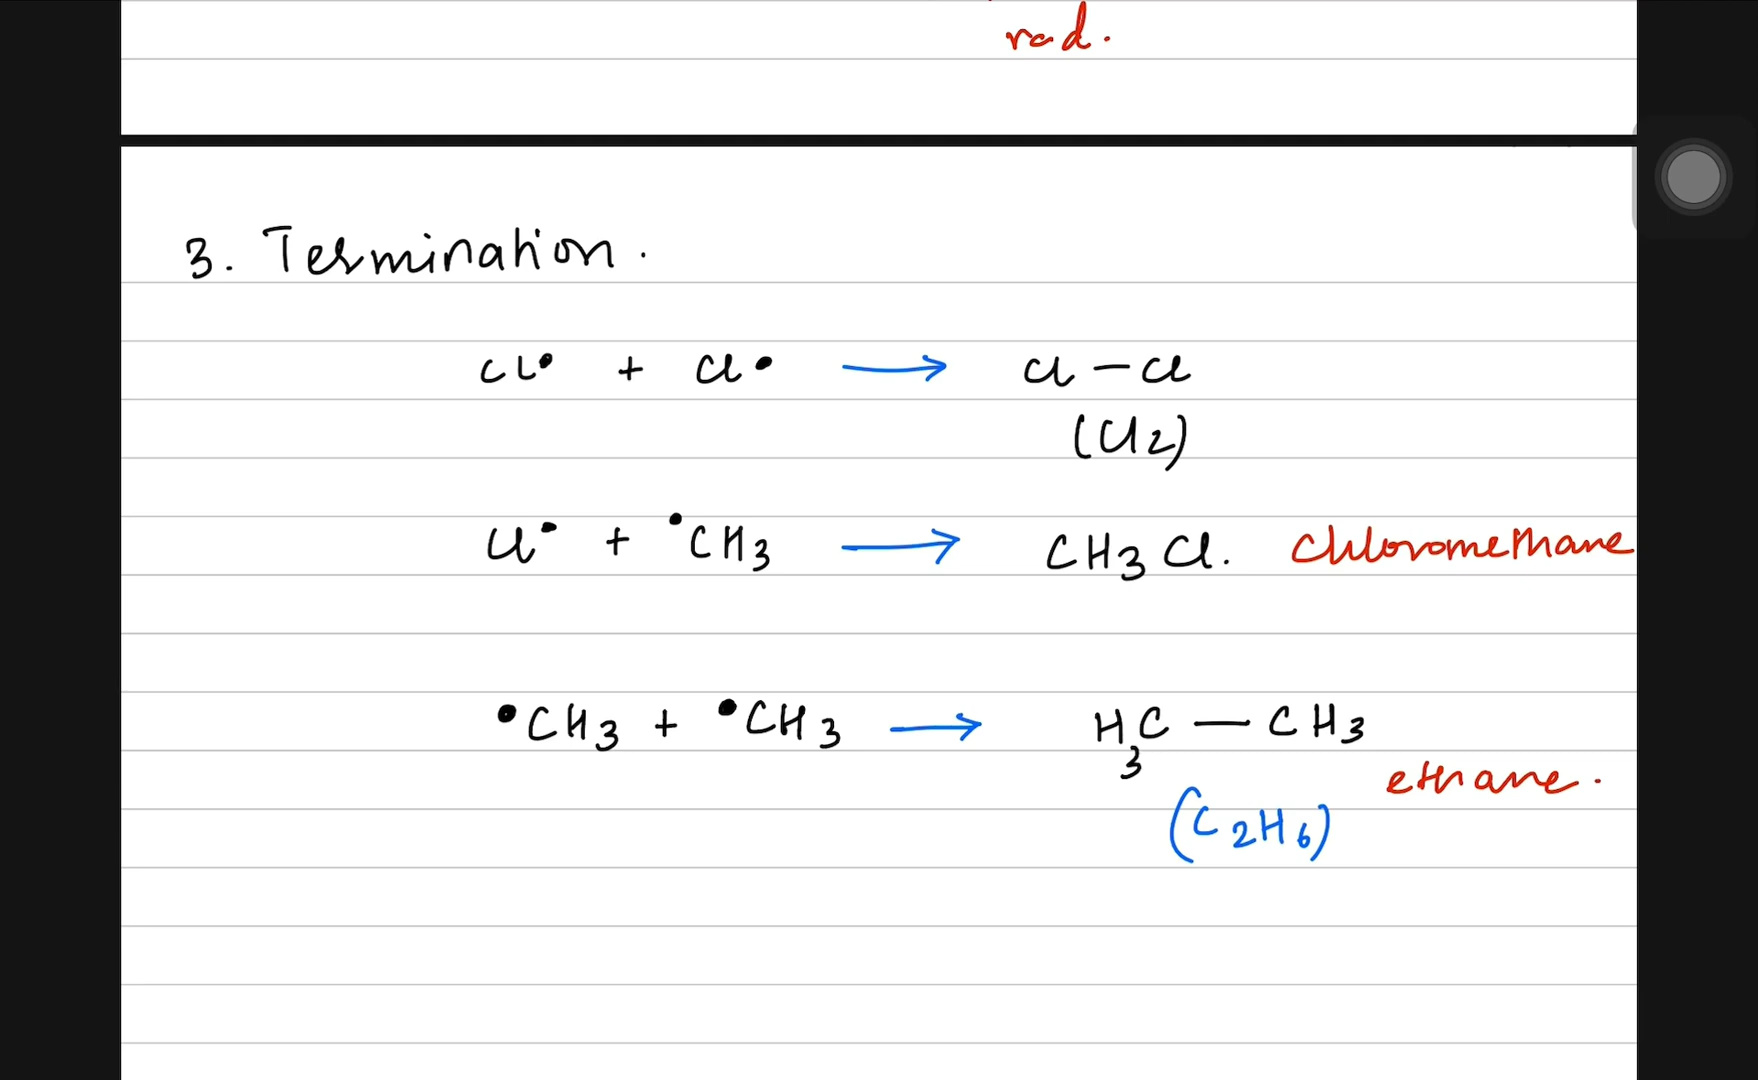 rad.
3. Termination.
Cl• + Cl• ⟶ Cl — Cl
(Cl2)
Cl• + •CH3 ⟶ CH3Cl. Chloromethane
•CH3 + •CH3 ⟶ H3C — CH3
ethane.
(C2H6)